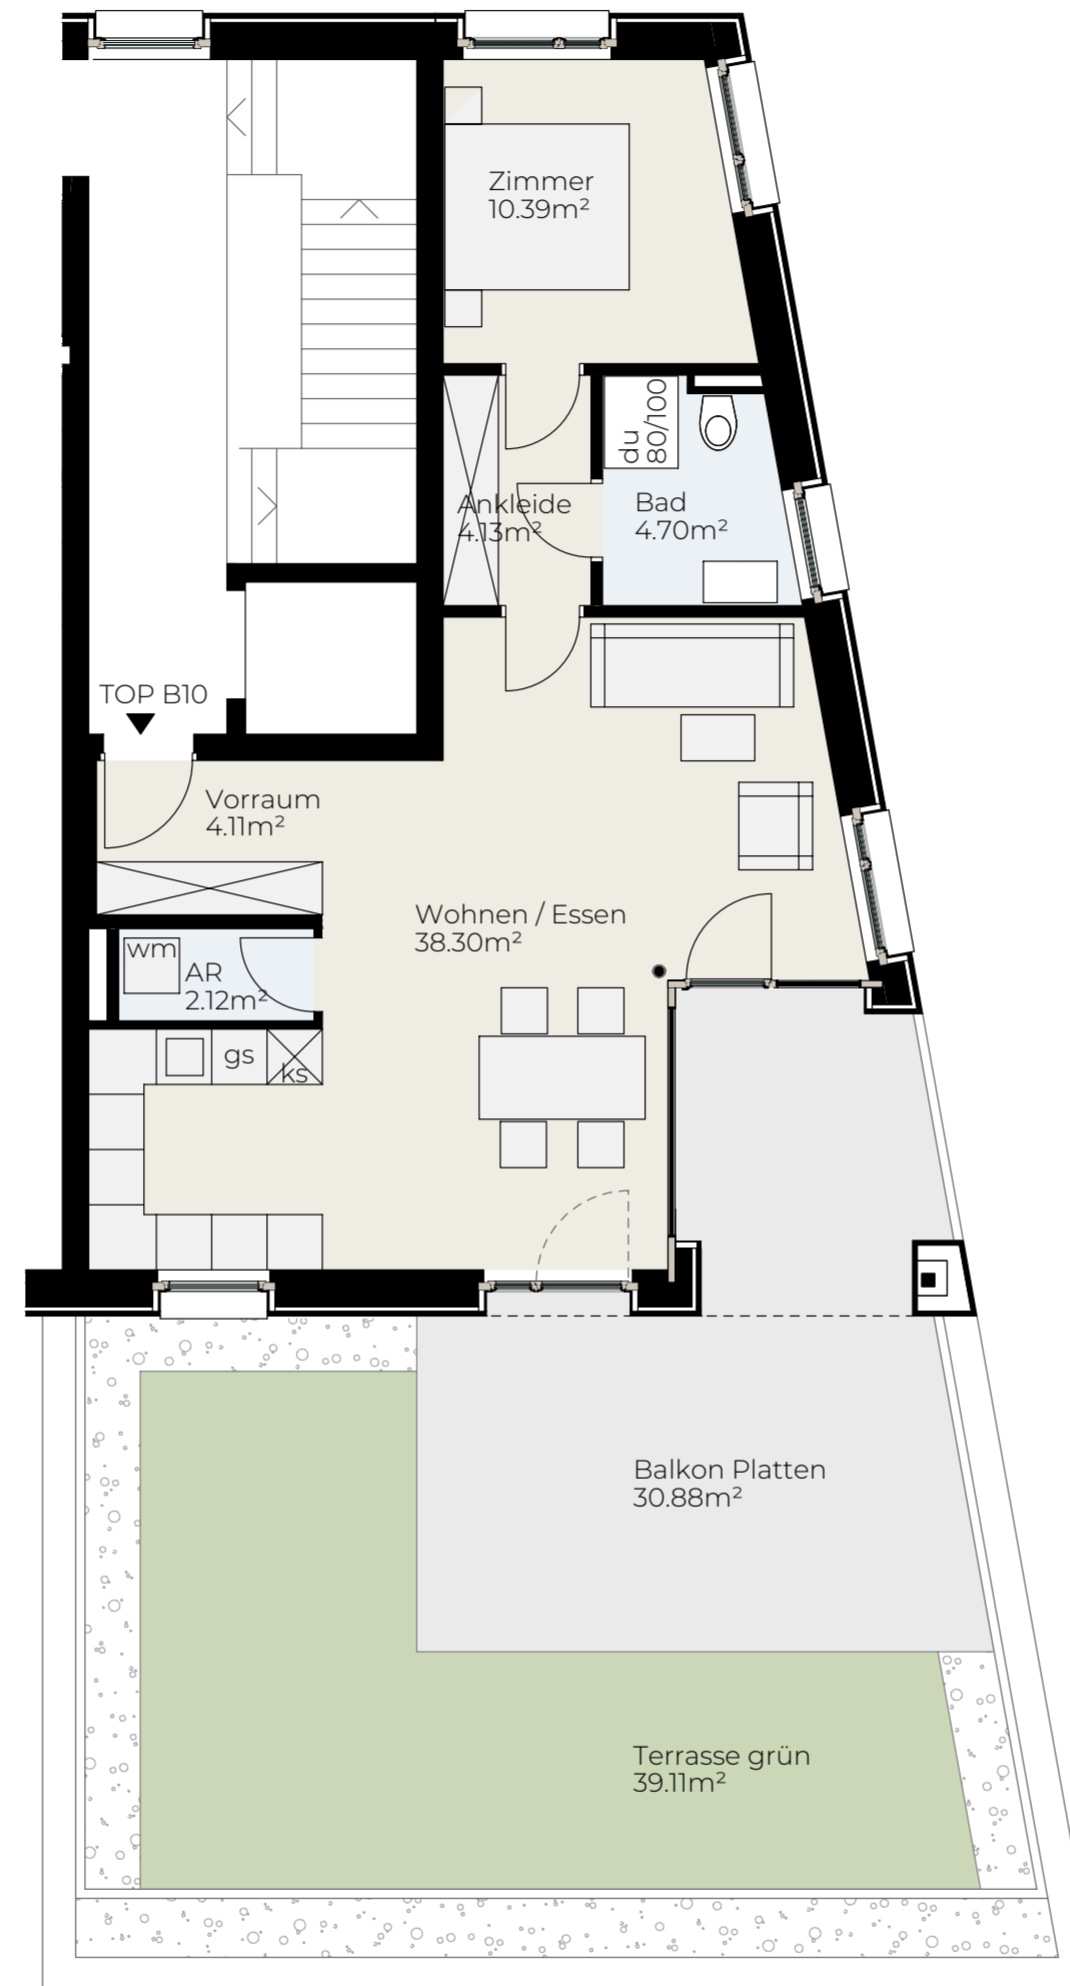 Zimmer
10.39m²
du
80/100
Ankleide
4.13m²
Bad
4.70m²
TOP B10
Vorraum
4.11m²
Wohnen / Essen
38.30m²
wm
AR
2.12m²
gs
ks
Balkon Platten
30.88m²
Terrasse grün
39.11m²